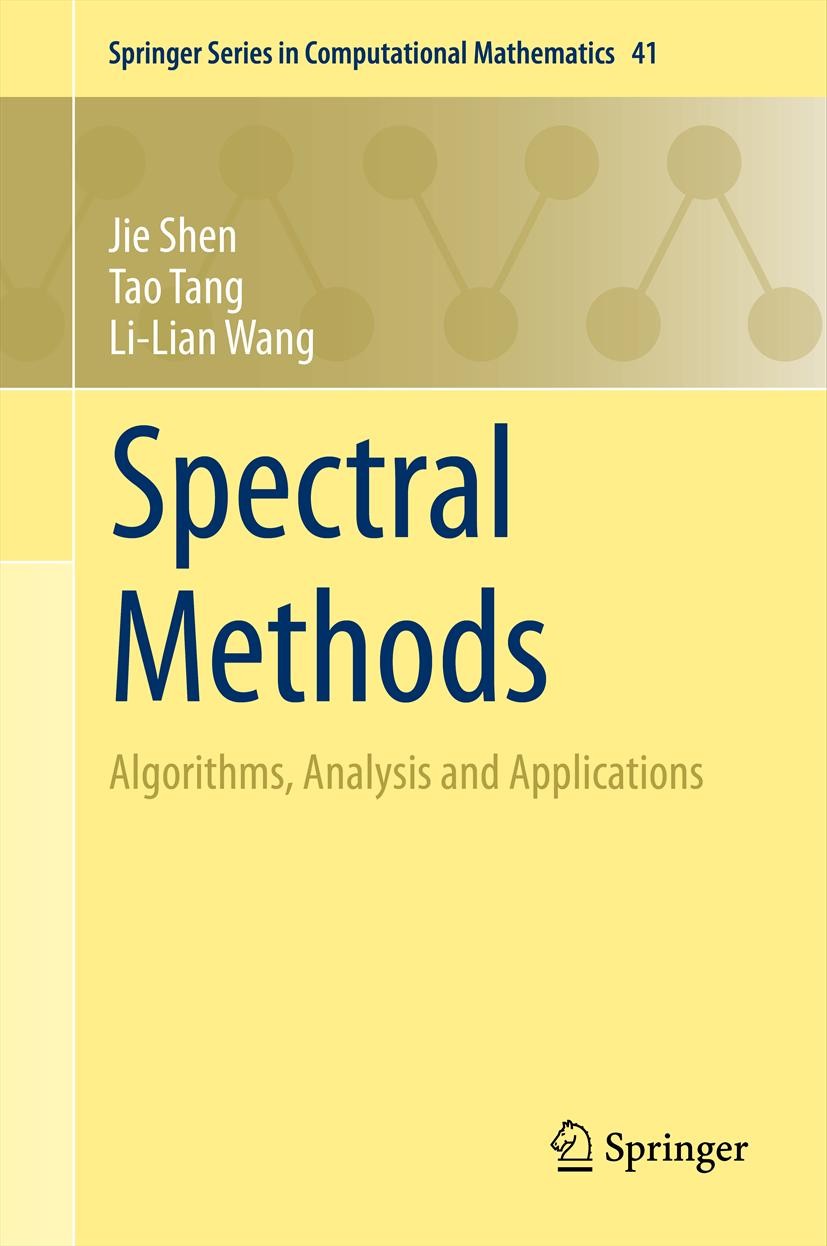 Springer Series in Computational Mathematics 41
Jie Shen
Tao Tang
Li-Lian Wang
Spectral
Methods
Algorithms, Analysis and Applications
Springer